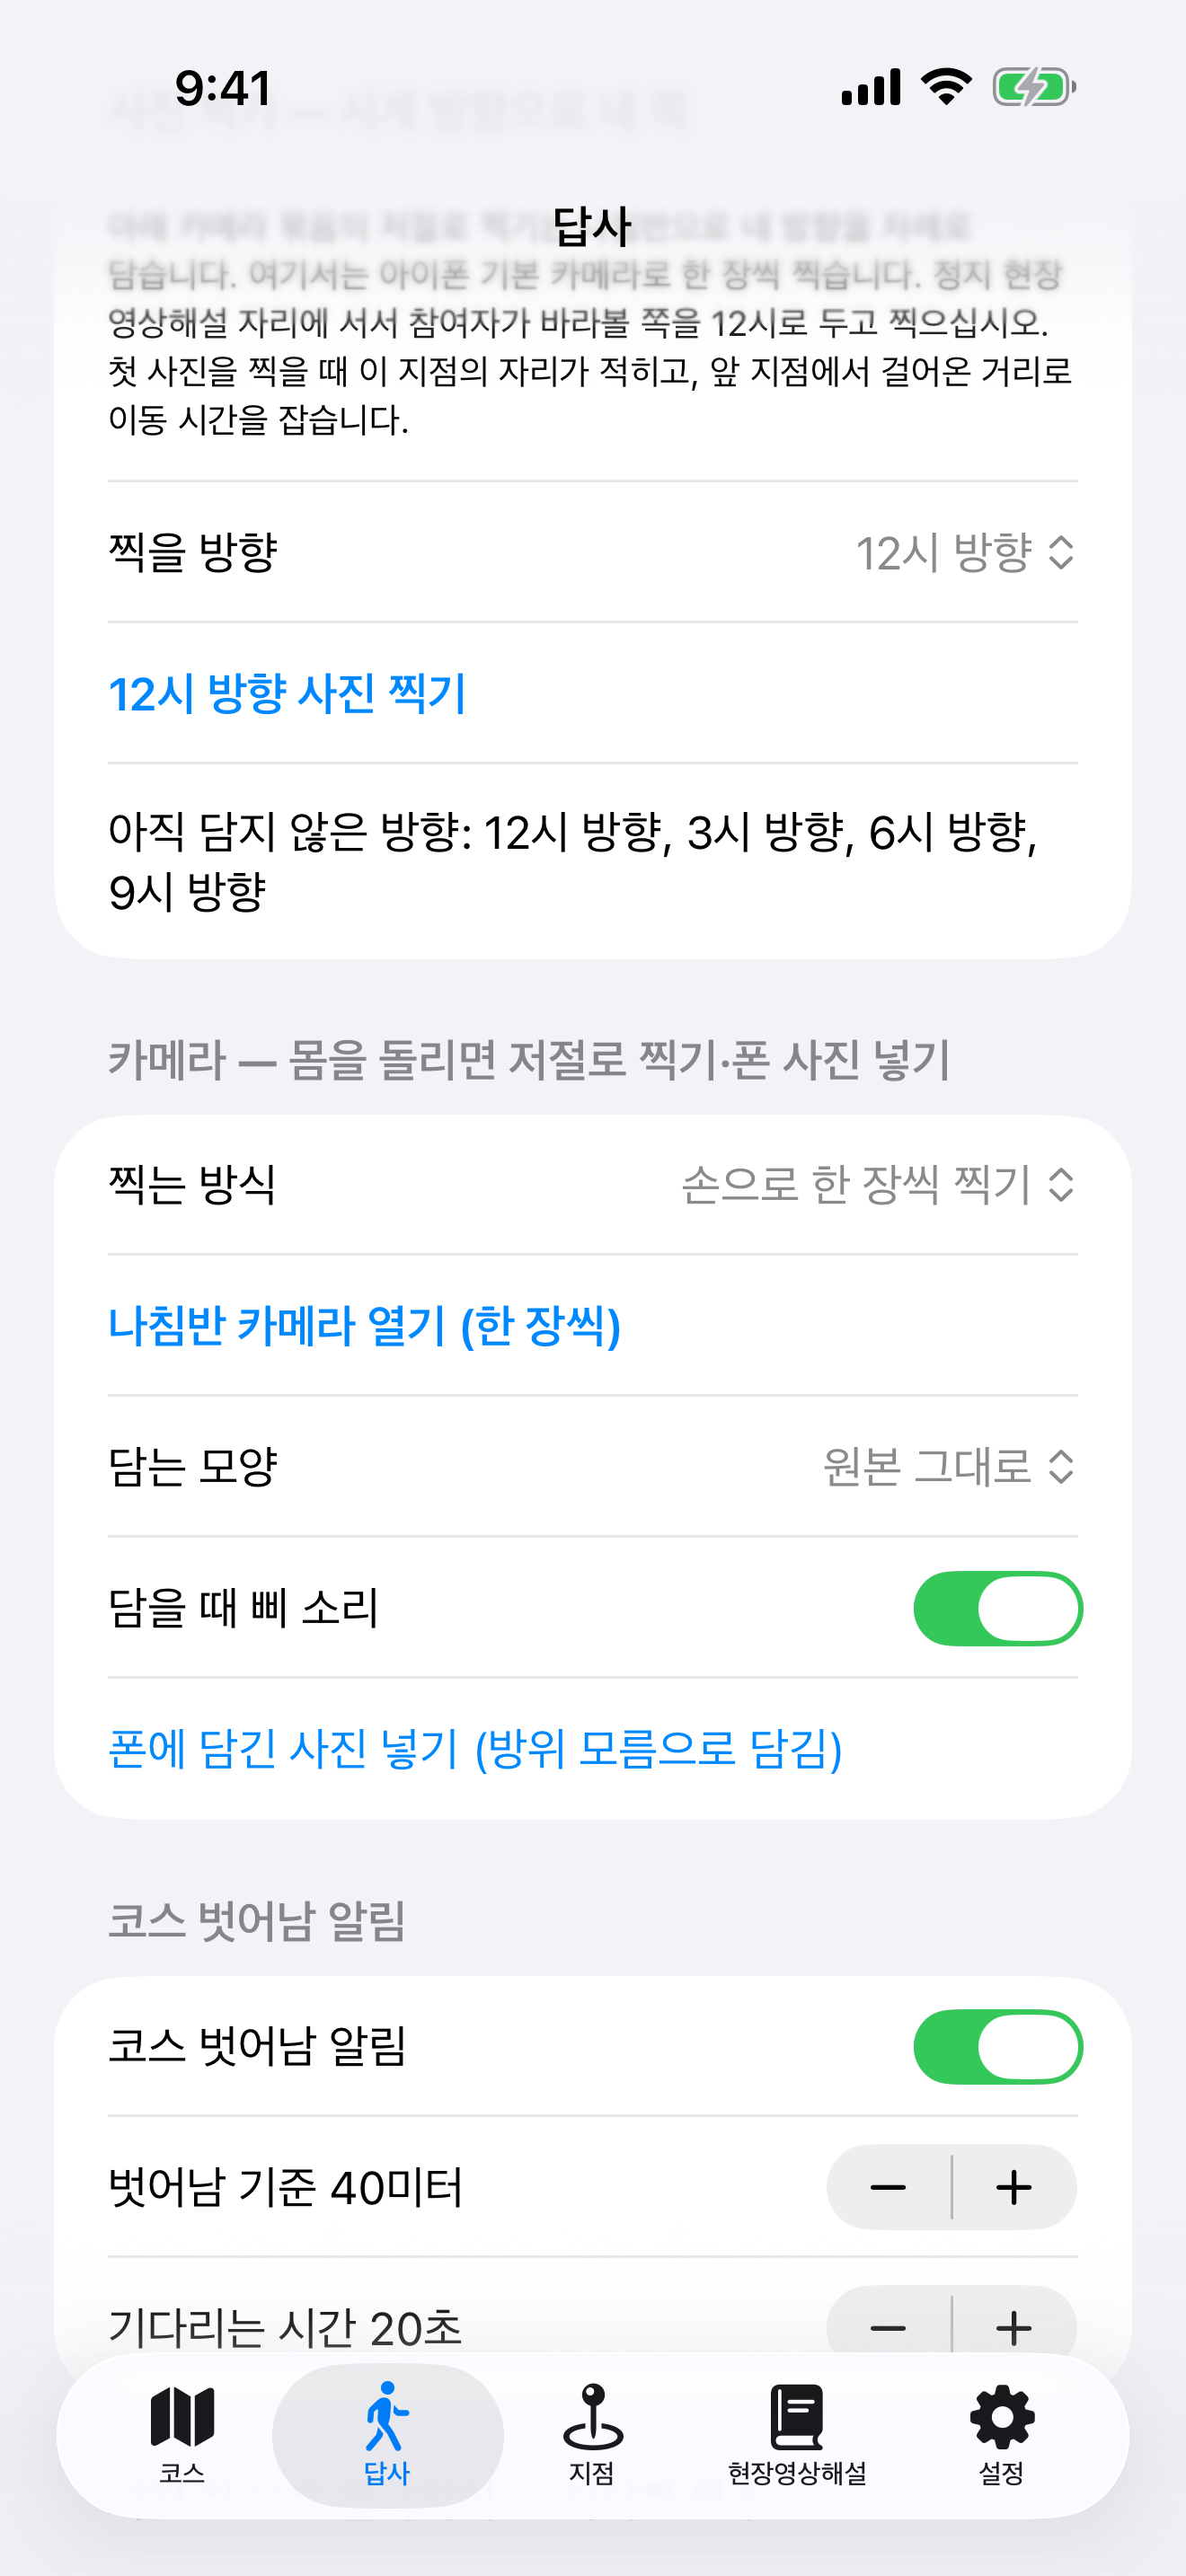 9:41
답사
담습니다. 여기서는 아이폰 기본 카메라로 한 장씩 찍습니다. 정지 현장
영상해설 자리에 서서 참여자가 바라볼 쪽을 12시로 두고 찍으십시오.
첫 사진을 찍을 때 이 지점의 자리가 적히고, 앞 지점에서 걸어온 거리로
이동 시간을 잡습니다.
찍을 방향 12시 방향
12시 방향 사진 찍기
아직 담지 않은 방향: 12시 방향, 3시 방향, 6시 방향,
9시 방향
카메라 — 몸을 돌리면 저절로 찍기·폰 사진 넣기
찍는 방식 손으로 한 장씩 찍기
나침반 카메라 열기 (한 장씩)
담는 모양 원본 그대로
담을 때 삐 소리
폰에 담긴 사진 넣기 (방위 모름으로 담김)
코스 벗어남 알림
코스 벗어남 알림
벗어남 기준 40미터
기다리는 시간 20초
코스 답사 지점 현장영상해설 설정